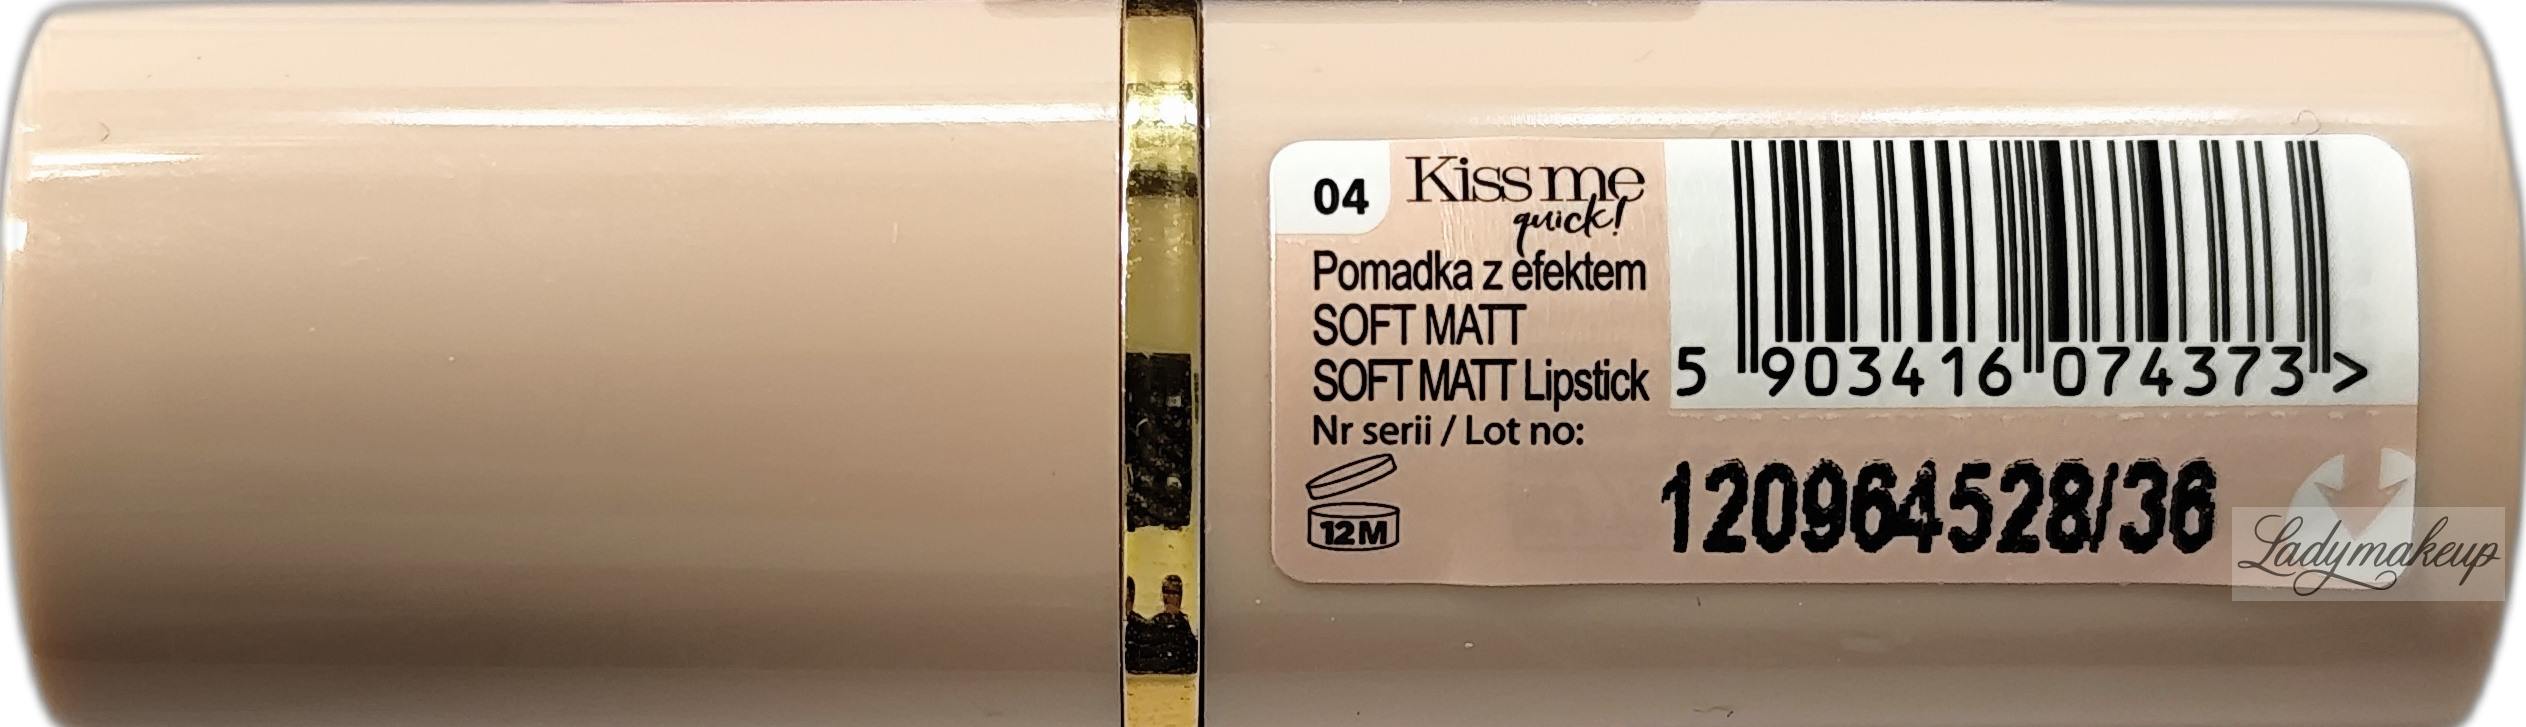 04
Kiss me
quick!
Pomadka z efektem
SOFT MATT
SOFT MATT Lipstick
Nr serii / Lot no:
12M
5 903416 074373 >
120964528/36
Ladymakeup